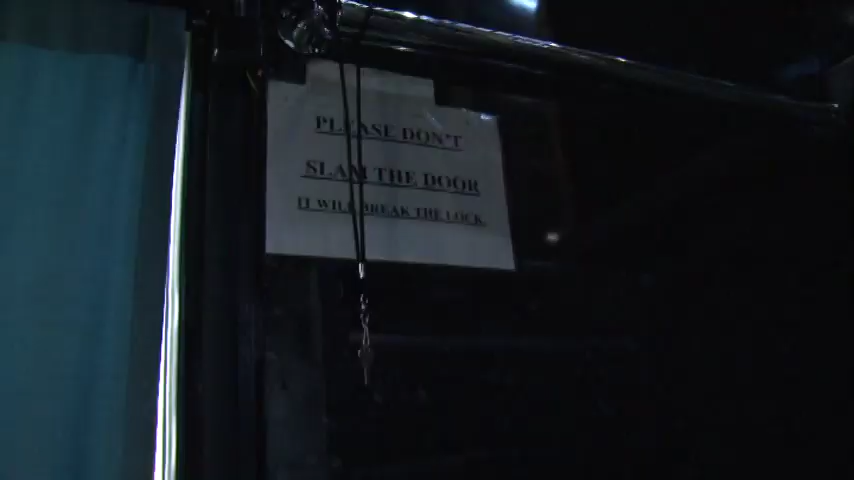 PLEASE DON'T
SLAM THE DOOR
IT WILL BREAK THE LOCK.